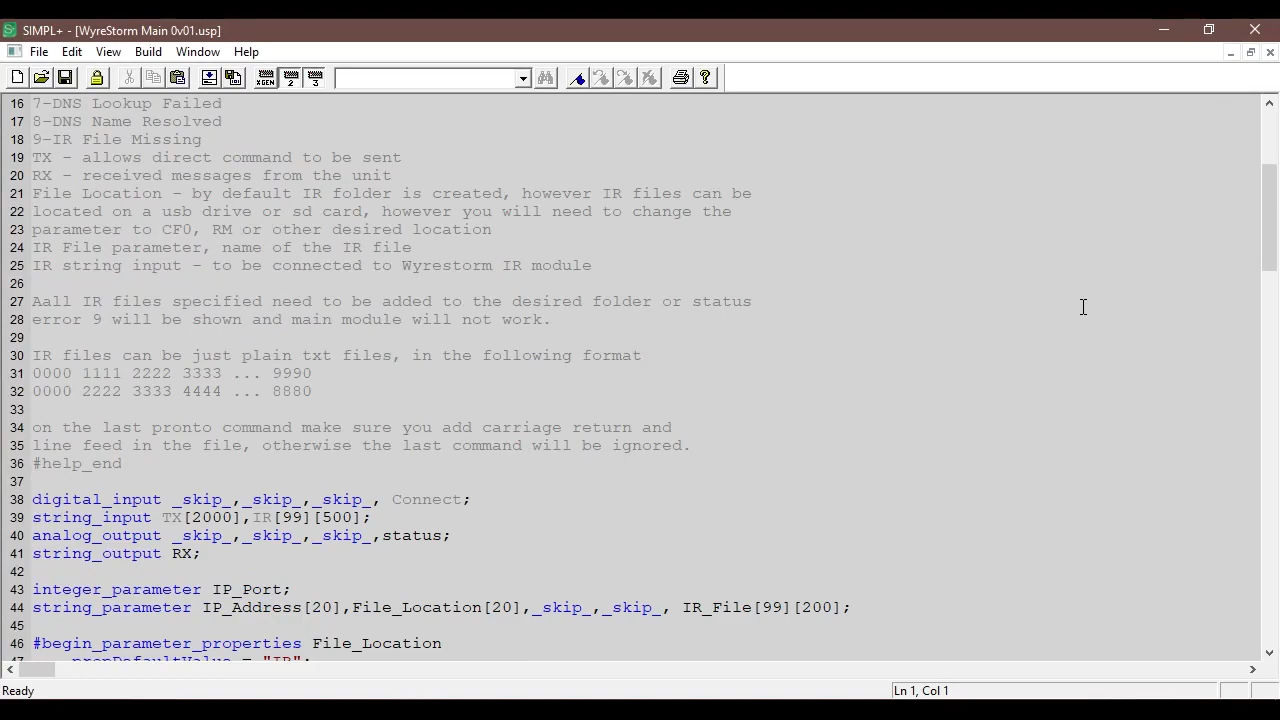 SIMPL+ - [WyreStorm Main 0v01.usp]
File Edit View Build Window Help
16 7-DNS Lookup Failed
17 8-DNS Name Resolved
18 9-IR File Missing
19 TX - allows direct command to be sent
20 RX - received messages from the unit
21 File Location - by default IR folder is created, however IR files can be
22 located on a usb drive or sd card, however you will need to change the
23 parameter to CF0, RM or other desired location
24 IR File parameter, name of the IR file
25 IR string input - to be connected to Wyrestorm IR module
26
27 Aall IR files specified need to be added to the desired folder or status
28 error 9 will be shown and main module will not work.
29
30 IR files can be just plain txt files, in the following format
31 0000 1111 2222 3333 ... 9990
32 0000 2222 3333 4444 ... 8880
33
34 on the last pronto command make sure you add carriage return and
35 line feed in the file, otherwise the last command will be ignored.
36 #help_end
37
38 digital_input _skip_,_skip_,_skip_, Connect;
39 string_input TX[2000],IR[99][500];
40 analog_output _skip_,_skip_,_skip_,status;
41 string_output RX;
42
43 integer_parameter IP_Port;
44 string_parameter IP_Address[20],File_Location[20],_skip_,_skip_, IR_File[99][200];
45
46 #begin_parameter_properties File_Location
47 propDefaultValue = "IR";
Ready Ln 1, Col 1